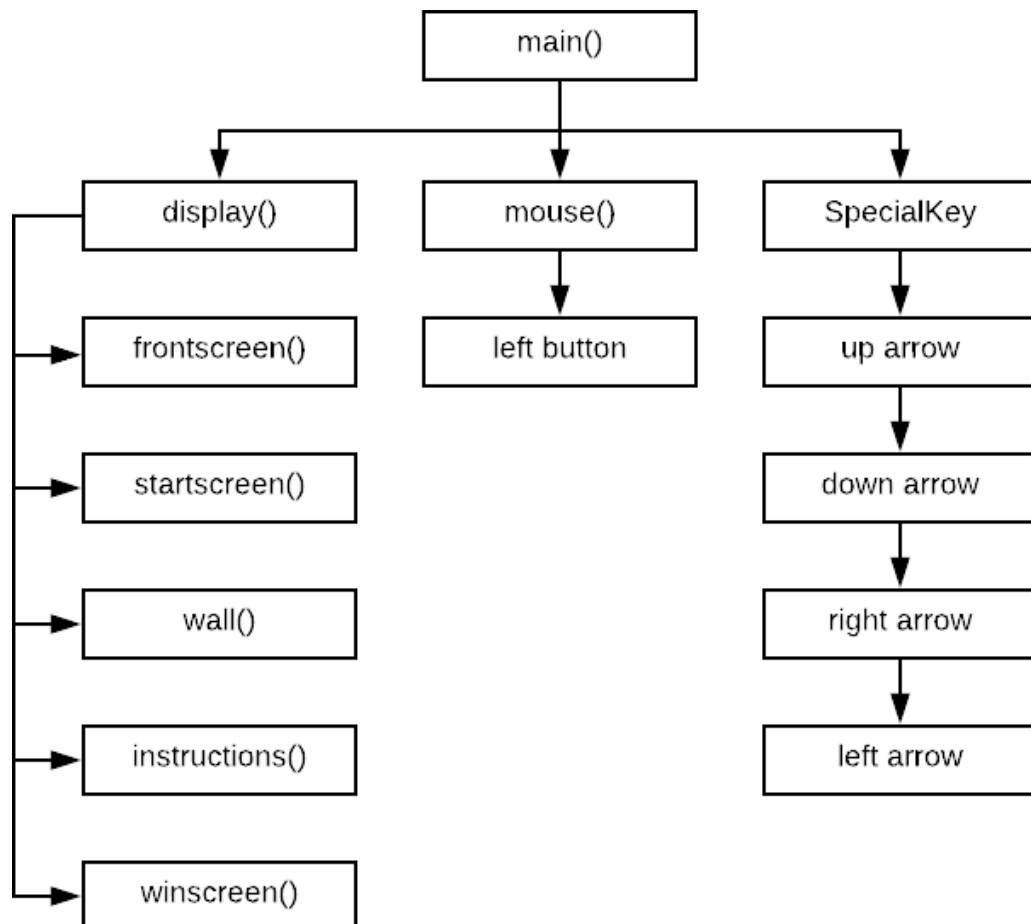 main()
display()
mouse()
SpecialKey
frontscreen()
left button
up arrow
startscreen()
down arrow
wall()
right arrow
instructions()
left arrow
winscreen()